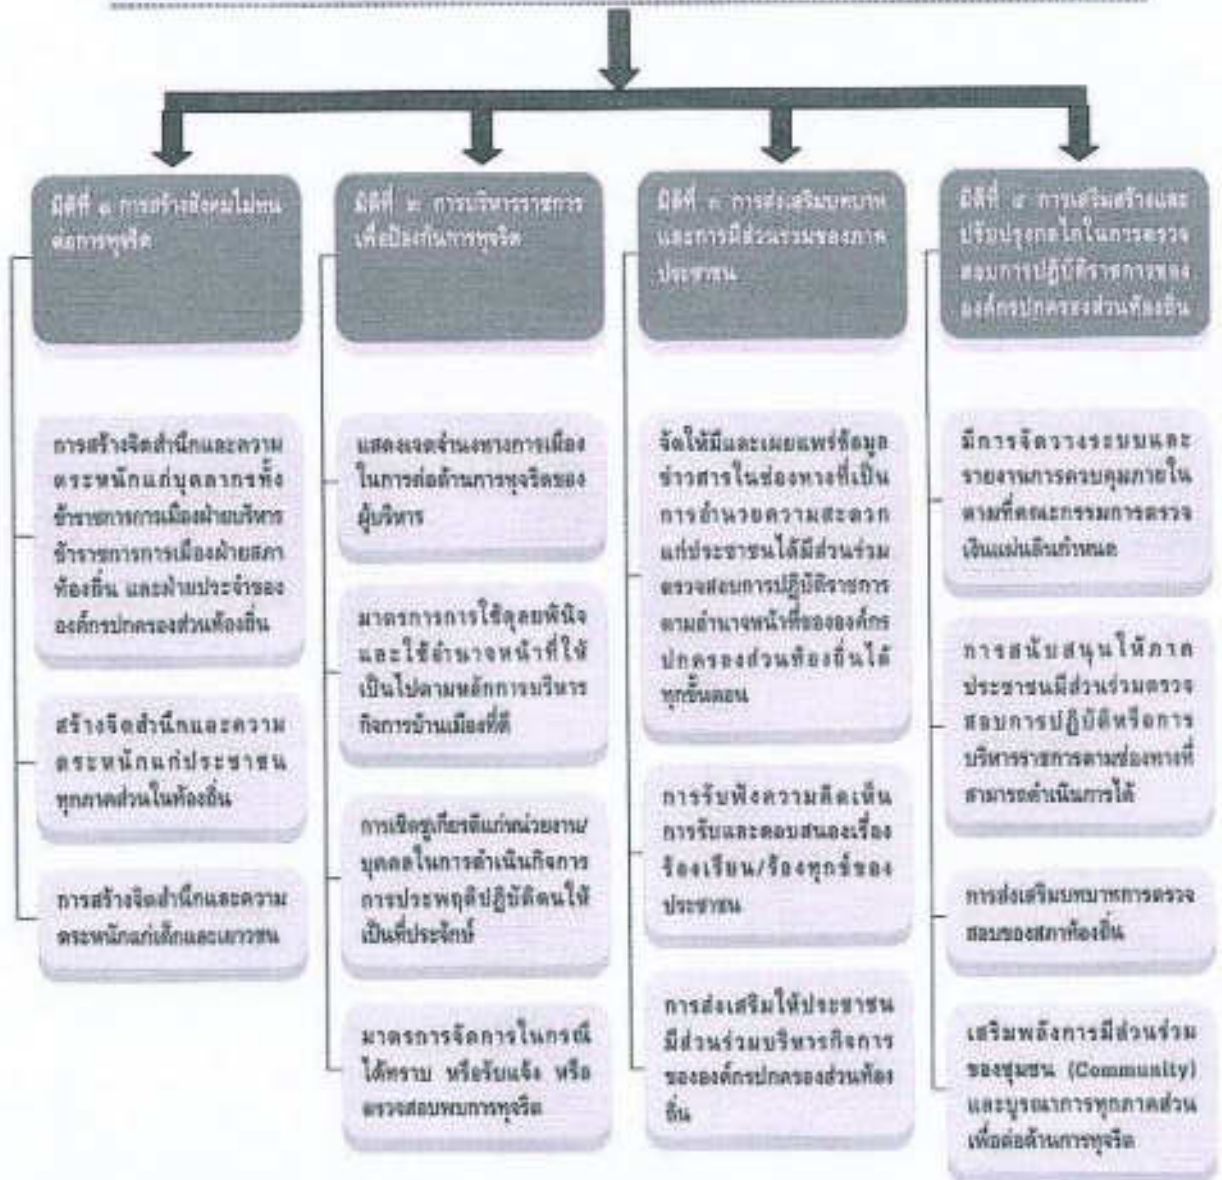 มิติที่ ๑ การสร้างสังคมไม่ทน
ต่อการทุจริต
การสร้างจิตสำนึกและความ
ตระหนักแก่บุคลากรทั้ง
ข้าราชการการเมืองฝ่ายบริหาร
ข้าราชการการเมืองฝ่ายสภา
ท้องถิ่น และฝ่ายประจำของ
องค์กรปกครองส่วนท้องถิ่น
สร้างจิตสำนึกและความ
ตระหนักแก่ประชาชน
ทุกภาคส่วนในท้องถิ่น
การสร้างจิตสำนึกและความ
ตระหนักแก่เด็กและเยาวชน
มิติที่ ๒ การบริหารราชการ
เพื่อป้องกันการทุจริต
แสดงเจตจำนงทางการเมือง
ในการต่อต้านการทุจริตของ
ผู้บริหาร
มาตรการการใช้ดุลยพินิจ
และใช้อำนาจหน้าที่ให้
เป็นไปตามหลักการบริหาร
กิจการบ้านเมืองที่ดี
การเชิดชูเกียรติแก่หน่วยงาน/
บุคคลในการดำเนินกิจการ
การประพฤติปฏิบัติตนให้
เป็นที่ประจักษ์
มาตรการจัดการในกรณี
ได้ทราบ หรือรับแจ้ง หรือ
ตรวจสอบพบการทุจริต
มิติที่ ๓ การส่งเสริมบทบาท
และการมีส่วนร่วมของภาค
ประชาชน
จัดให้มีและเผยแพร่ข้อมูล
ข่าวสารในช่องทางที่เป็น
การอำนวยความสะดวก
แก่ประชาชนได้มีส่วนร่วม
ตรวจสอบการปฏิบัติราชการ
ตามอำนาจหน้าที่ขององค์กร
ปกครองส่วนท้องถิ่นได้
ทุกขั้นตอน
การรับฟังความคิดเห็น
การรับและตอบสนองเรื่อง
ร้องเรียน/ร้องทุกข์ของ
ประชาชน
การส่งเสริมให้ประชาชน
มีส่วนร่วมบริหารกิจการ
ขององค์กรปกครองส่วนท้อง
ถิ่น
มิติที่ ๔ การเสริมสร้างและ
ปรับปรุงกลไกในการตรวจ
สอบการปฏิบัติราชการของ
องค์กรปกครองส่วนท้องถิ่น
มีการจัดวางระบบและ
รายงานการควบคุมภายใน
ตามที่คณะกรรมการตรวจ
เงินแผ่นดินกำหนด
การสนับสนุนให้ภาค
ประชาชนมีส่วนร่วมตรวจ
สอบการปฏิบัติหรือการ
บริหารราชการตามช่องทางที่
สามารถดำเนินการได้
การส่งเสริมบทบาทการตรวจ
สอบของสภาท้องถิ่น
เสริมพลังการมีส่วนร่วม
ของชุมชน (Community)
และบูรณาการทุกภาคส่วน
เพื่อต่อต้านการทุจริต